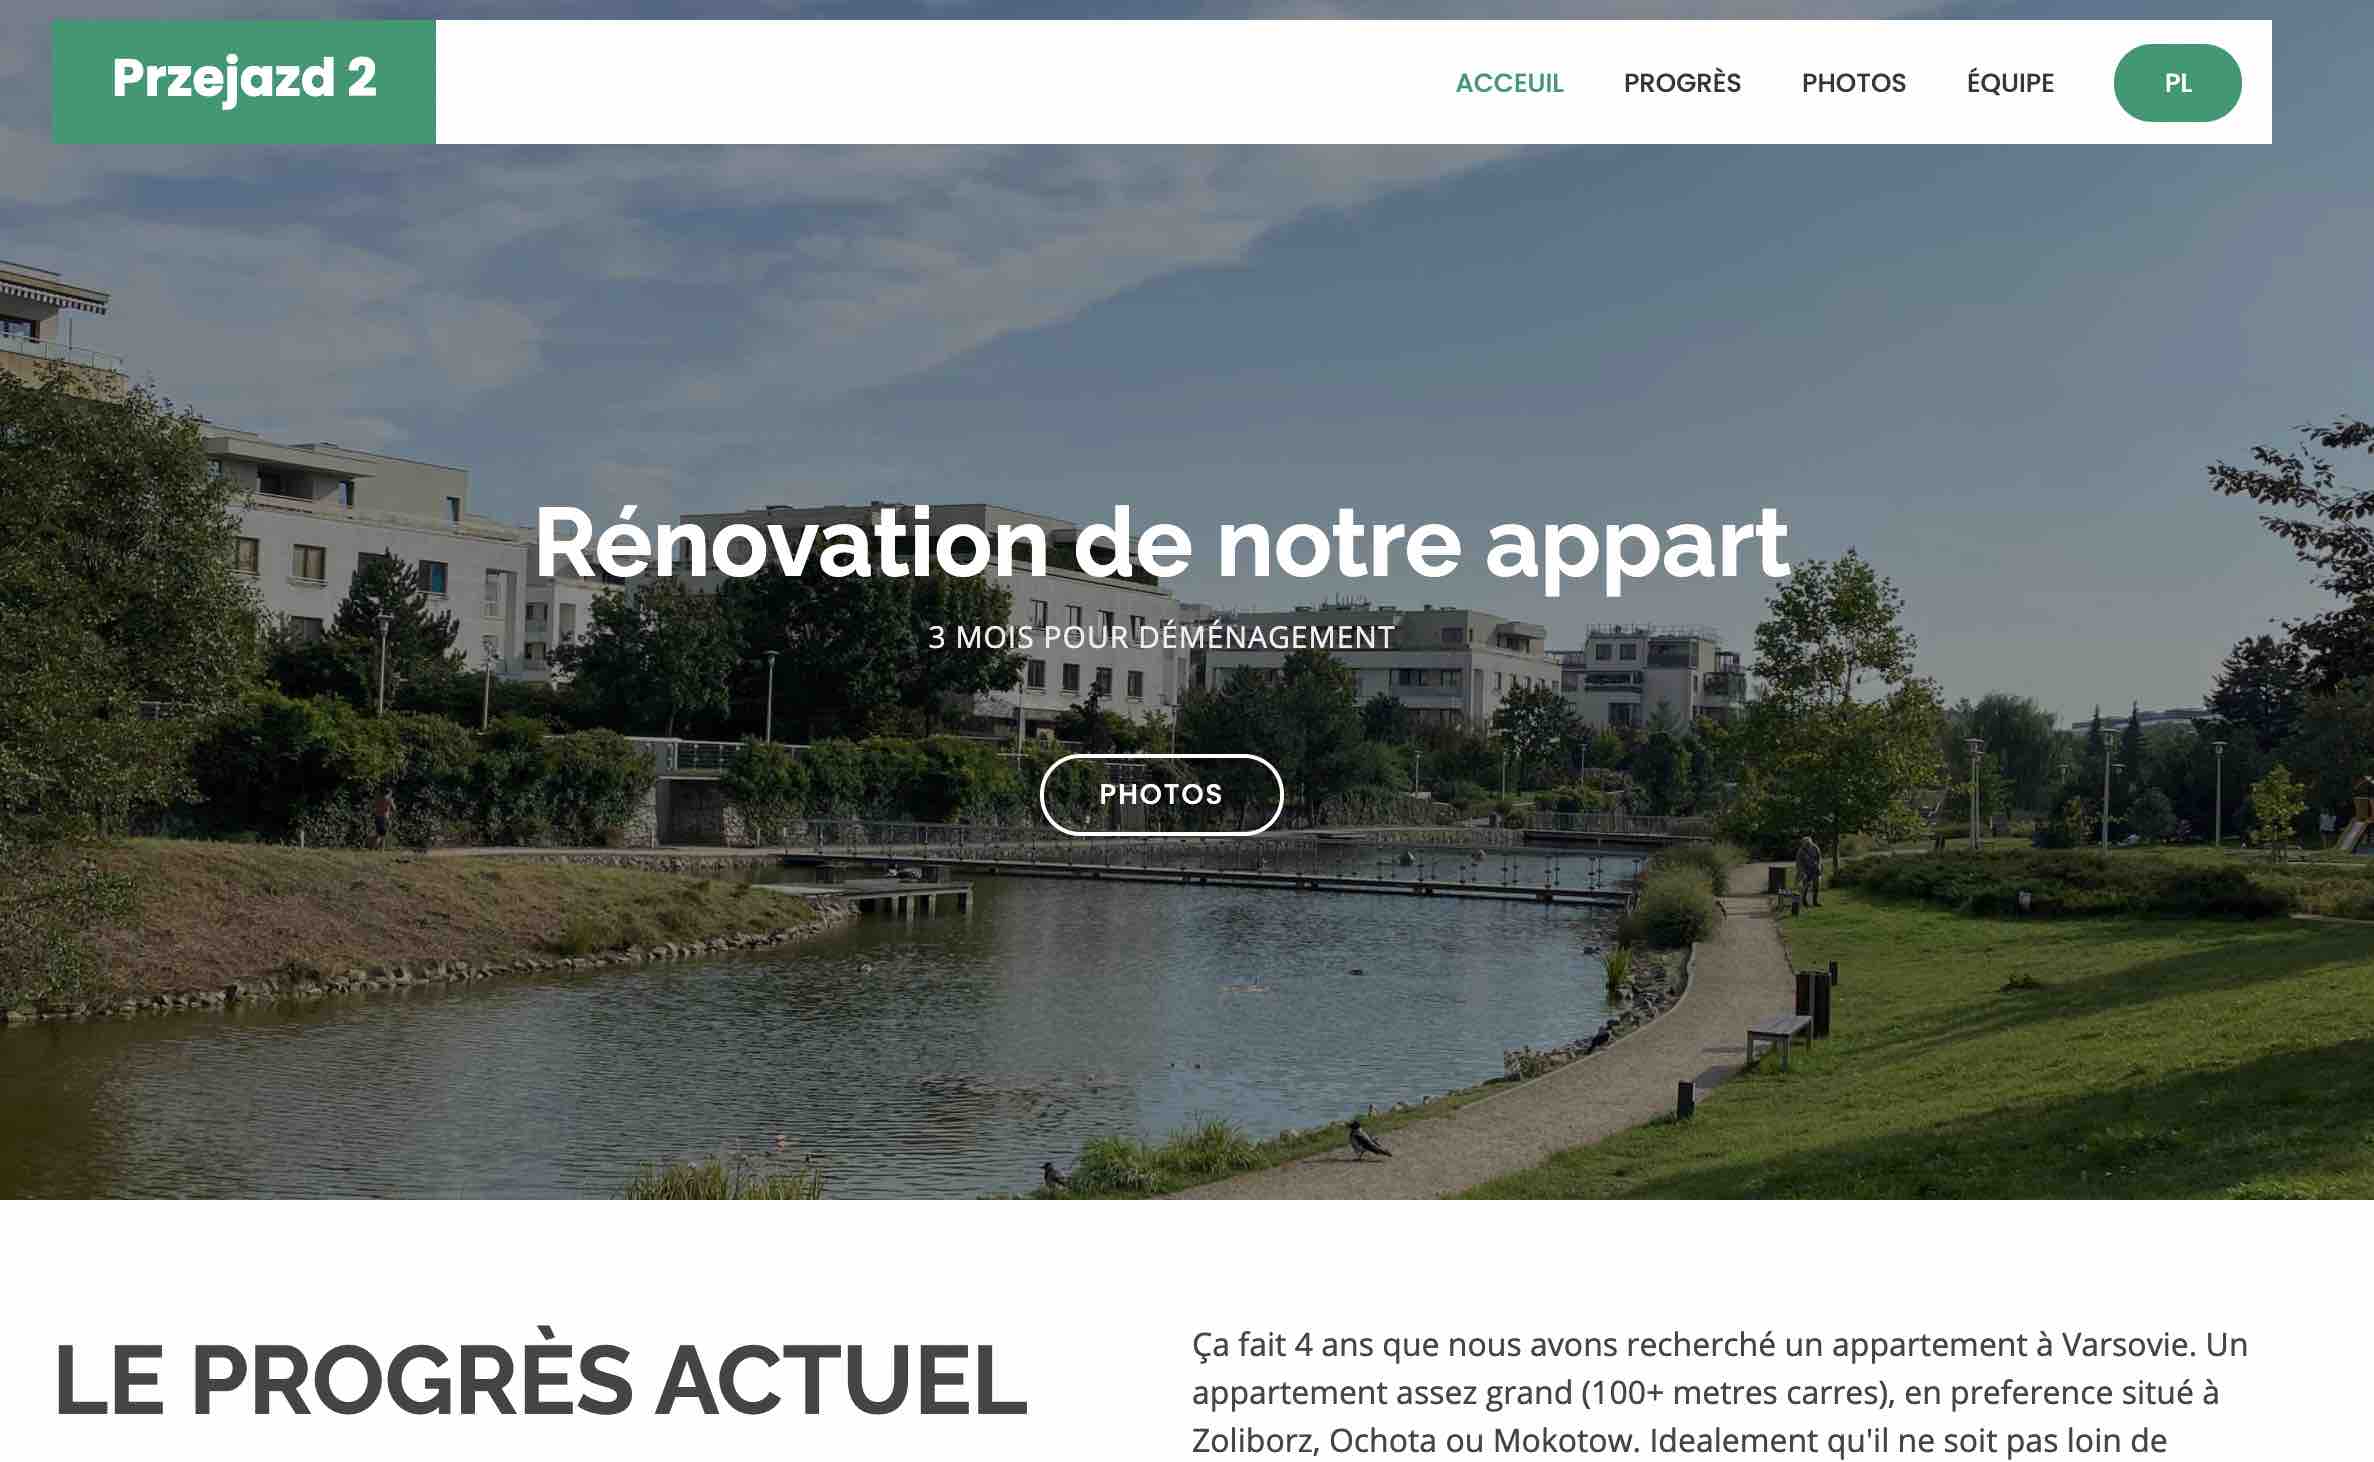 Przejazd 2
ACCEUIL PROGRÈS PHOTOS ÉQUIPE PL
Rénovation de notre appart
3 MOIS POUR DÉMÉNAGEMENT
PHOTOS
LE PROGRÈS ACTUEL
Ça fait 4 ans que nous avons recherché un appartement à Varsovie. Un
appartement assez grand (100+ metres carres), en preference situé à
Zoliborz, Ochota ou Mokotow. Idealement qu'il ne soit pas loin de